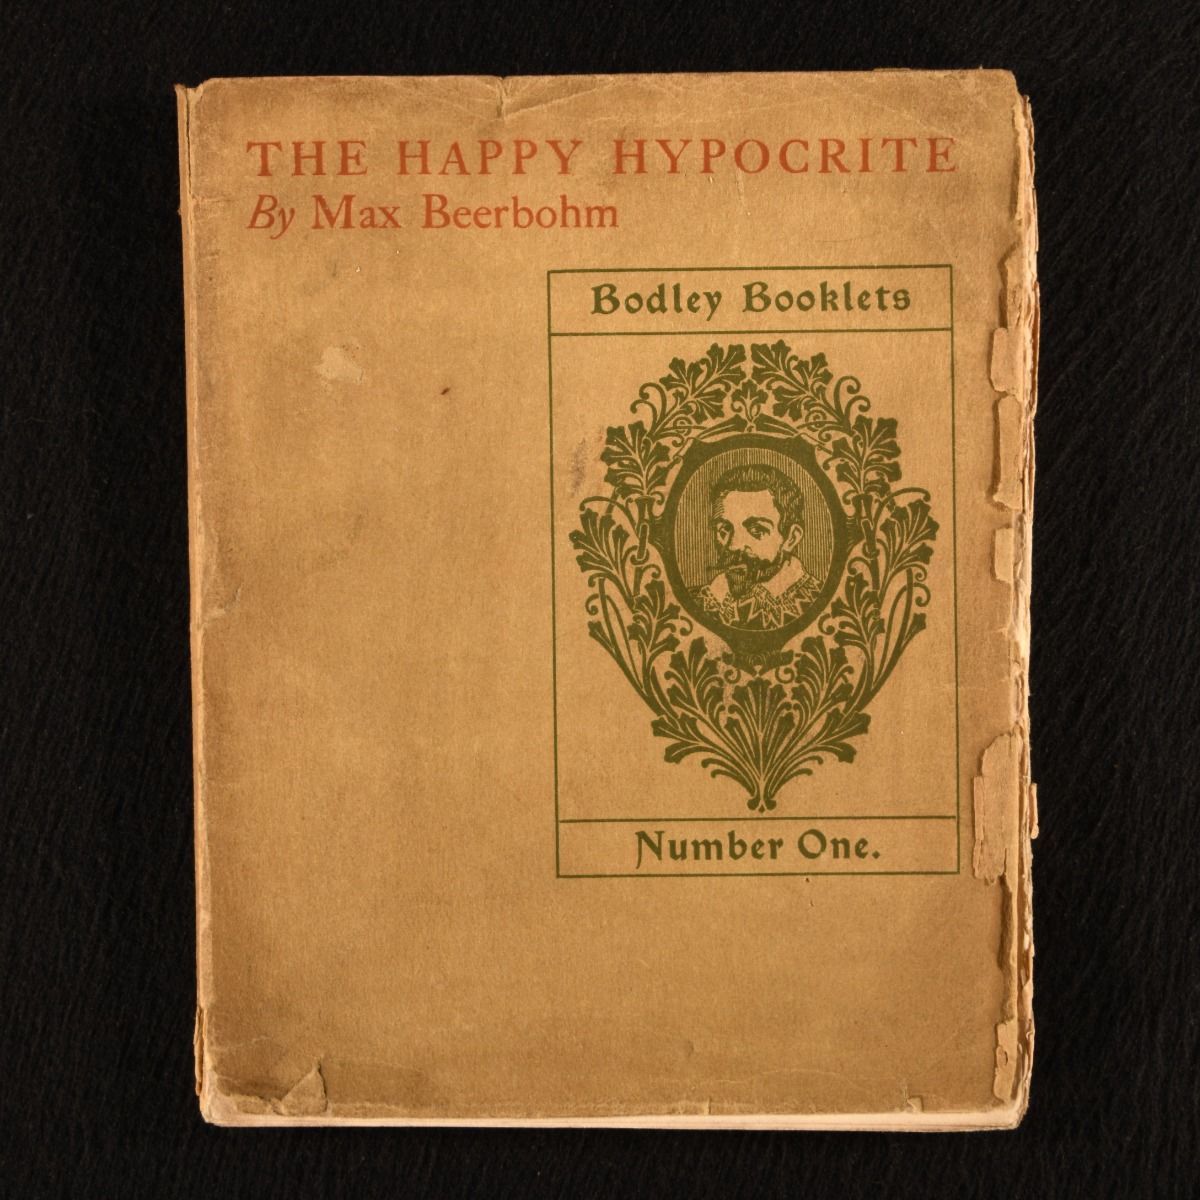 THE HAPPY HYPOCRITE
By Max Beerbohm
Bodley Booklets
Number One.